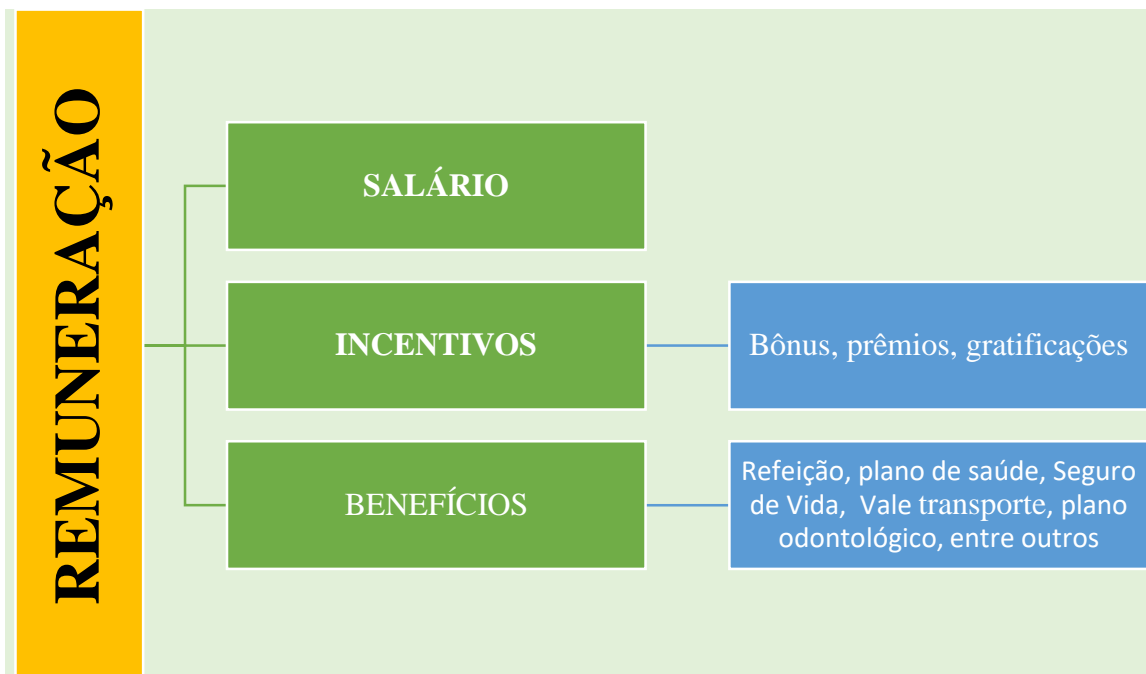 REMUNERAÇÃO
SALÁRIO
INCENTIVOS
Bônus, prêmios, gratificações
BENEFÍCIOS
Refeição, plano de saúde, Seguro
de Vida, Vale transporte, plano
odontológico, entre outros